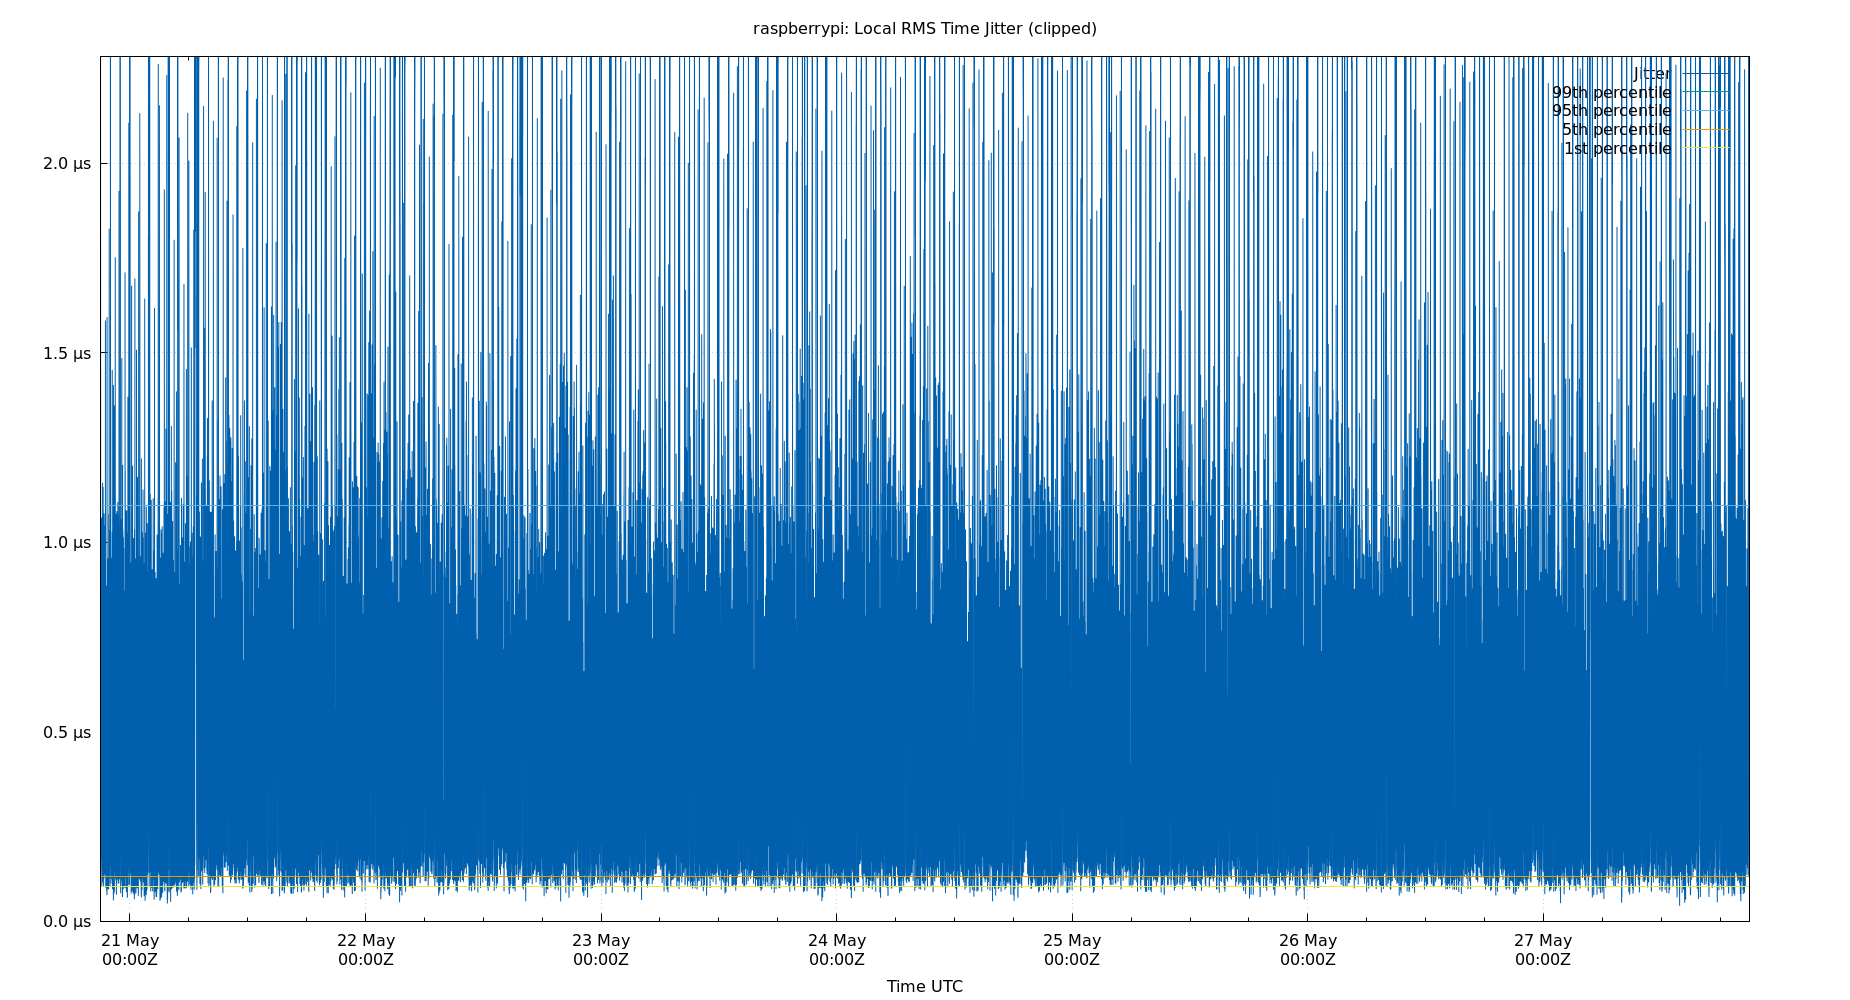 raspberrypi: Local RMS Time Jitter (clipped)
Jitter
99th percentile
95th percentile
5th percentile
1st percentile
2.0 µs
1.5 µs
1.0 µs
0.5 µs
0.0 µs
21 May 22 May 23 May 24 May 25 May 26 May 27 May
00:00Z 00:00Z 00:00Z 00:00Z 00:00Z 00:00Z 00:00Z
Time UTC